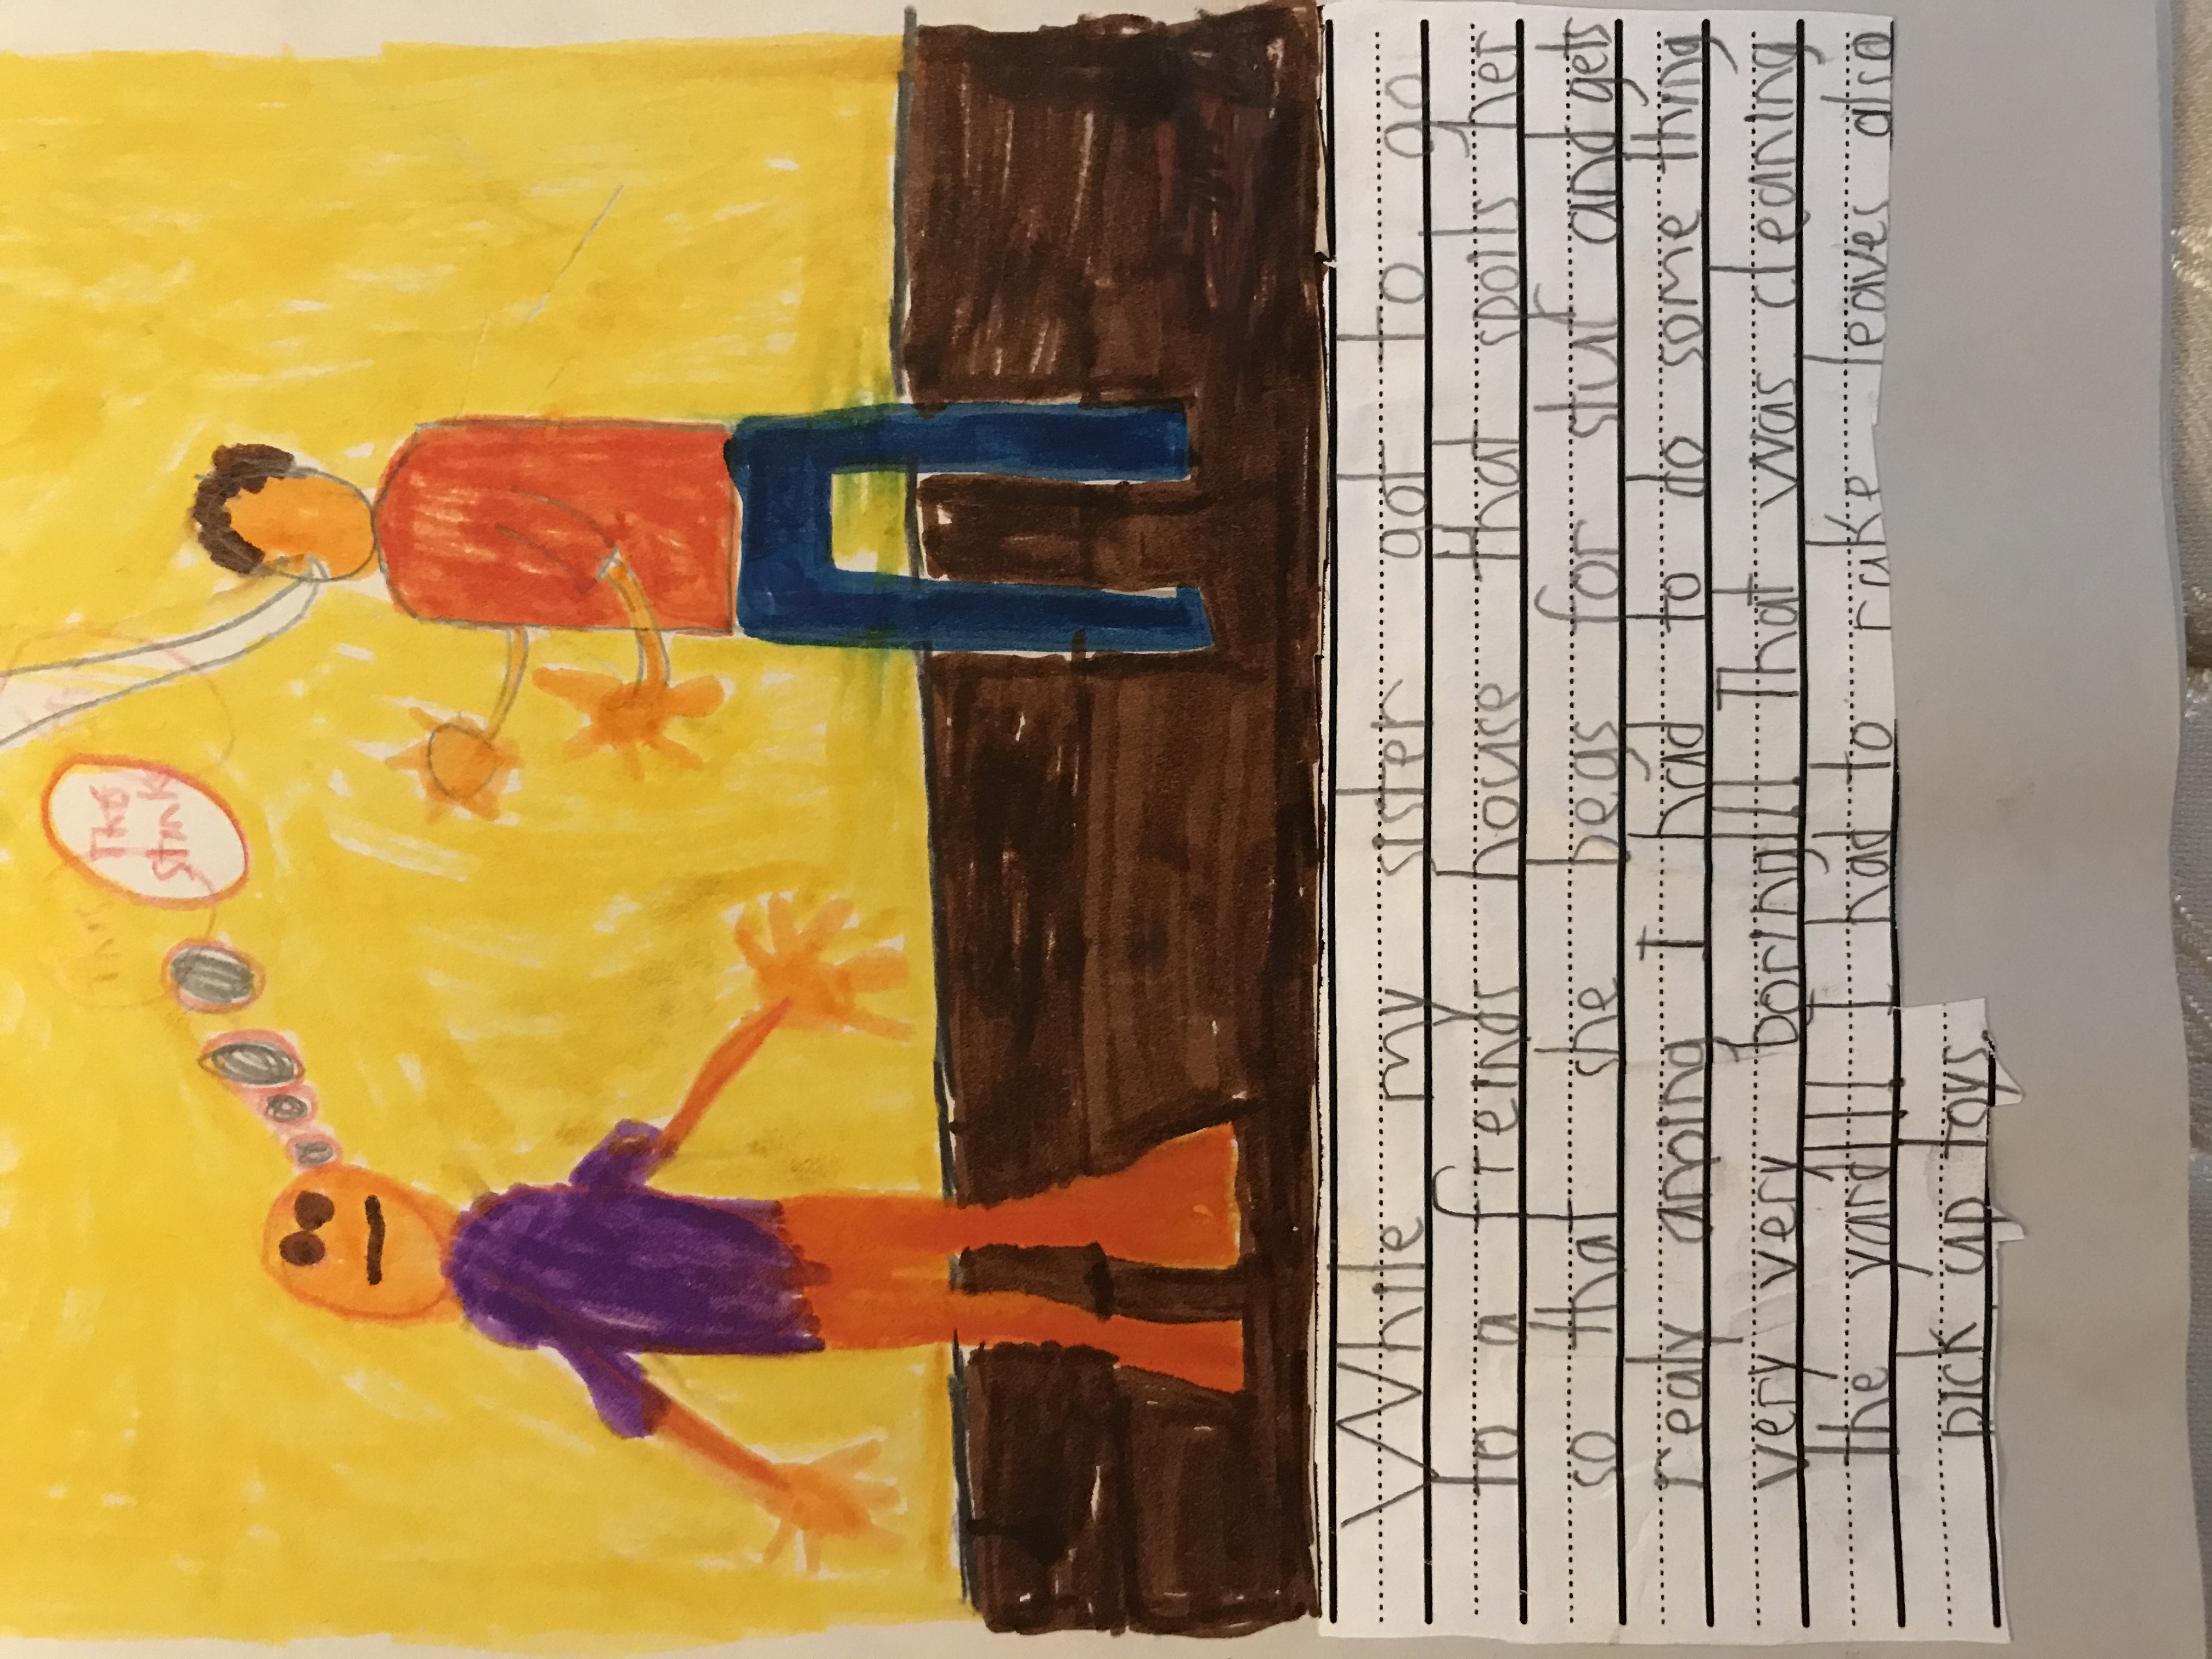 This
stink
While my sister got to go
to a freinds house that spoils her
so that she begs for stuf and gets
realy anoing I had to do some thing
very very boring!!! That was cleaning
the yard!!! I had to rake leaves also
pick up toys.